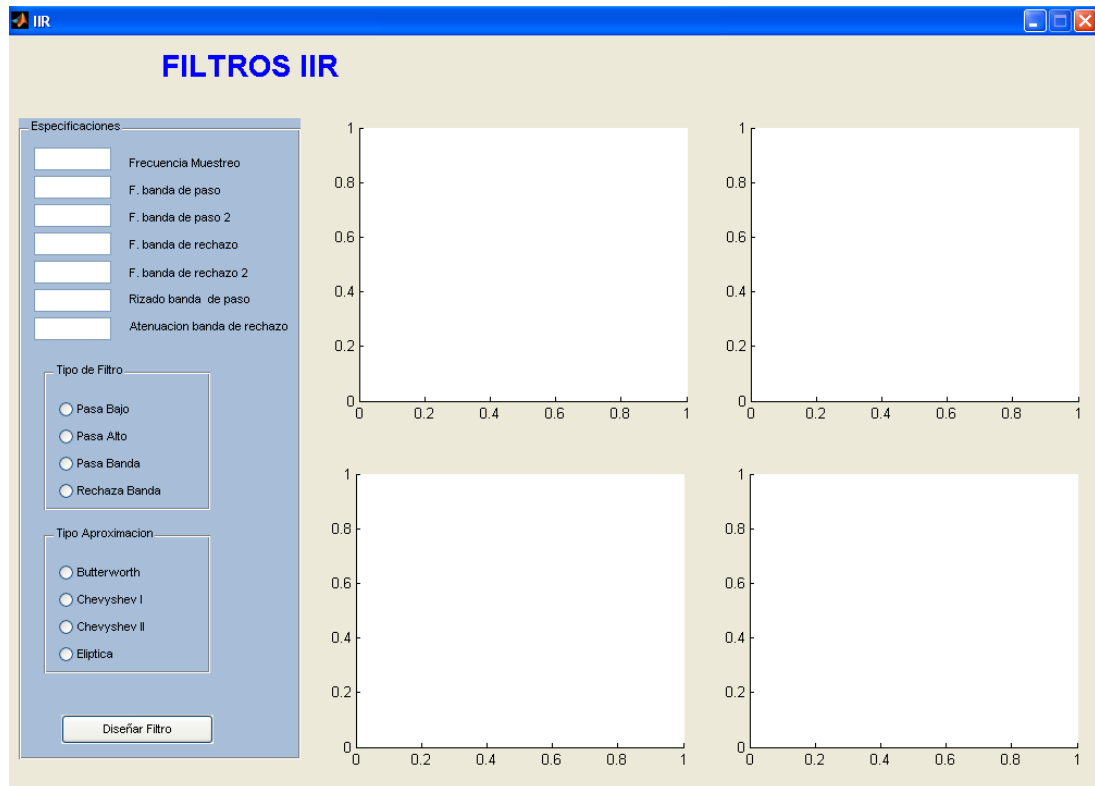 IIR
FILTROS IIR
Especificaciones
Frecuencia Muestreo
F. banda de paso
F. banda de paso 2
F. banda de rechazo
F. banda de rechazo 2
Rizado banda de paso
Atenuacion banda de rechazo
Tipo de Filtro
Pasa Bajo
Pasa Alto
Pasa Banda
Rechaza Banda
Tipo Aproximacion
Butterworth
Chevyshev I
Chevyshev II
Eliptica
Diseñar Filtro
1
0.8
0.6
0.4
0.2
0
0 0.2 0.4 0.6 0.8 1
1
0.8
0.6
0.4
0.2
0
0 0.2 0.4 0.6 0.8 1
1
0.8
0.6
0.4
0.2
0
0 0.2 0.4 0.6 0.8 1
1
0.8
0.6
0.4
0.2
0
0 0.2 0.4 0.6 0.8 1